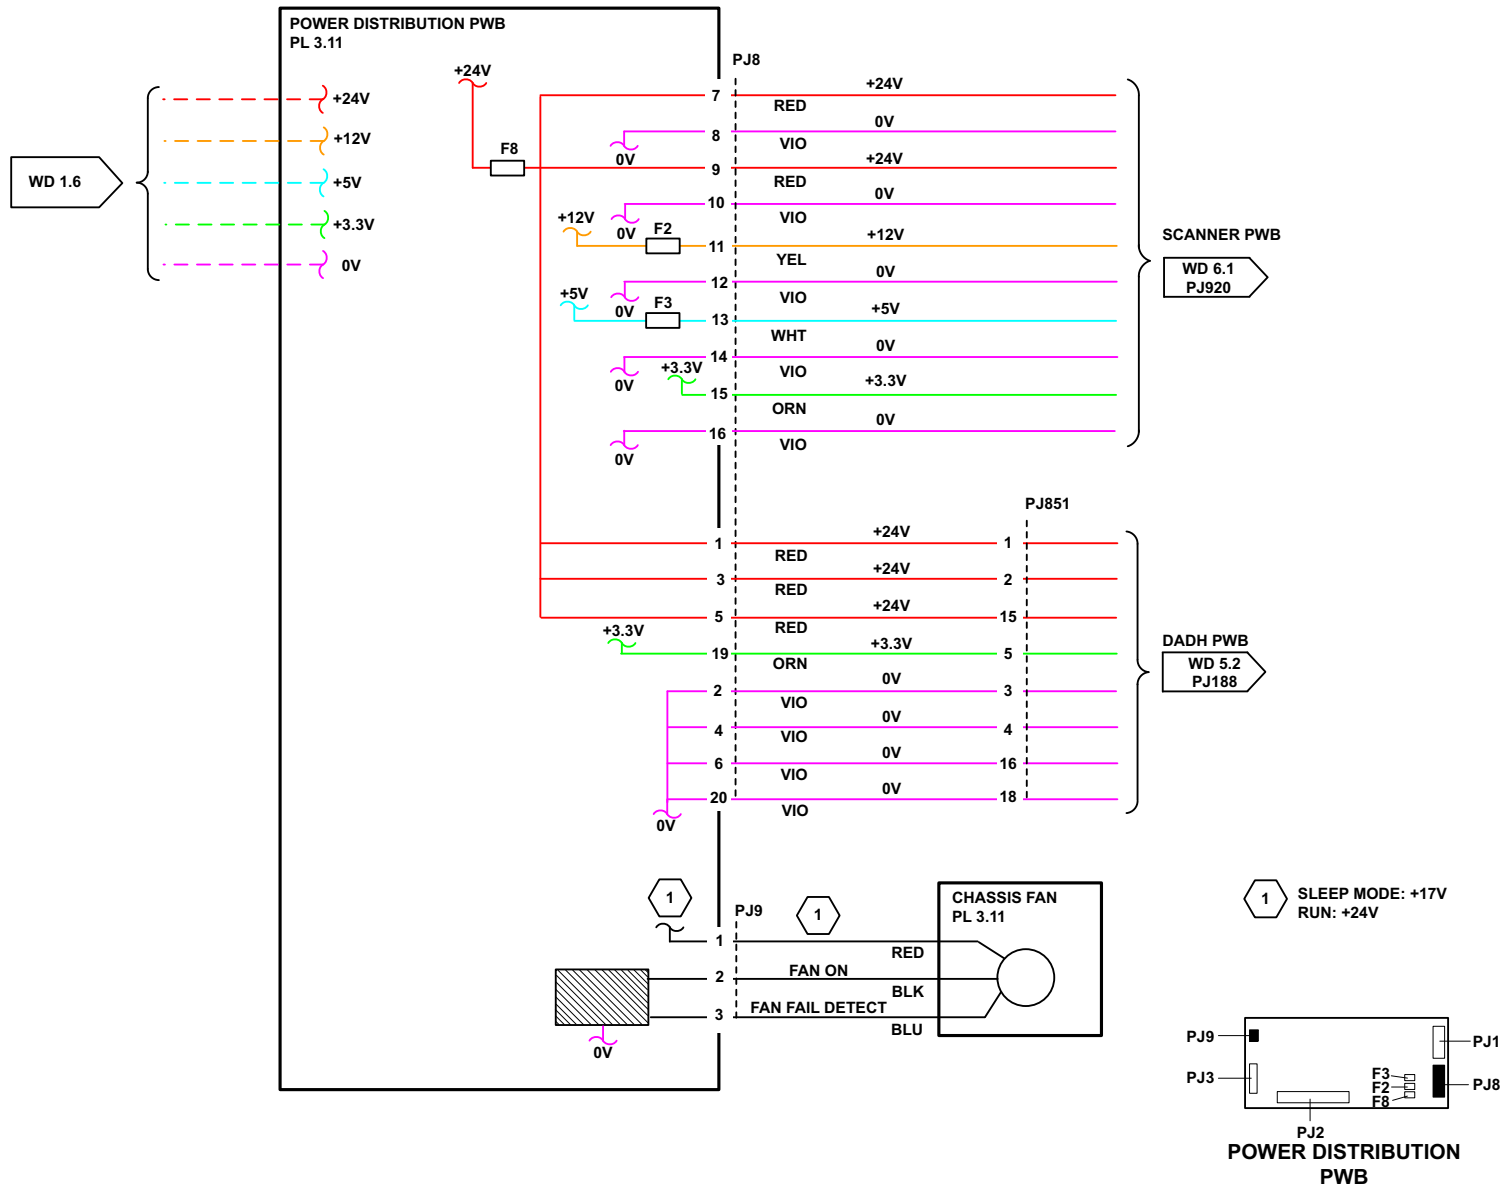 POWER DISTRIBUTION PWB
PL 3.11
WD 1.6
+24V
+12V
+5V
+3.3V
0V
+24V
F8
PJ8
7
+24V
RED
0V
8
0V
VIO
9
+24V
RED
0V
10
0V
VIO
+12V
F2
11
+12V
YEL
0V
12
0V
VIO
+5V
F3
13
+5V
WHT
0V
14
0V
VIO
+3.3V
15
+3.3V
ORN
0V
16
0V
VIO
SCANNER PWB
WD 6.1
PJ920
PJ851
1
+24V
RED
1
3
+24V
RED
2
5
+24V
RED
15
+3.3V
19
+3.3V
ORN
5
2
0V
VIO
3
4
0V
VIO
4
6
0V
VIO
16
20
0V
VIO
18
0V
DADH PWB
WD 5.2
PJ188
1
PJ9
1
1
RED
2
FAN ON
BLK
3
FAN FAIL DETECT
BLU
0V
CHASSIS FAN
PL 3.11
1
SLEEP MODE: +17V
RUN: +24V
PJ9
PJ1
PJ3
F3
F2
F8
PJ8
PJ2
POWER DISTRIBUTION
PWB